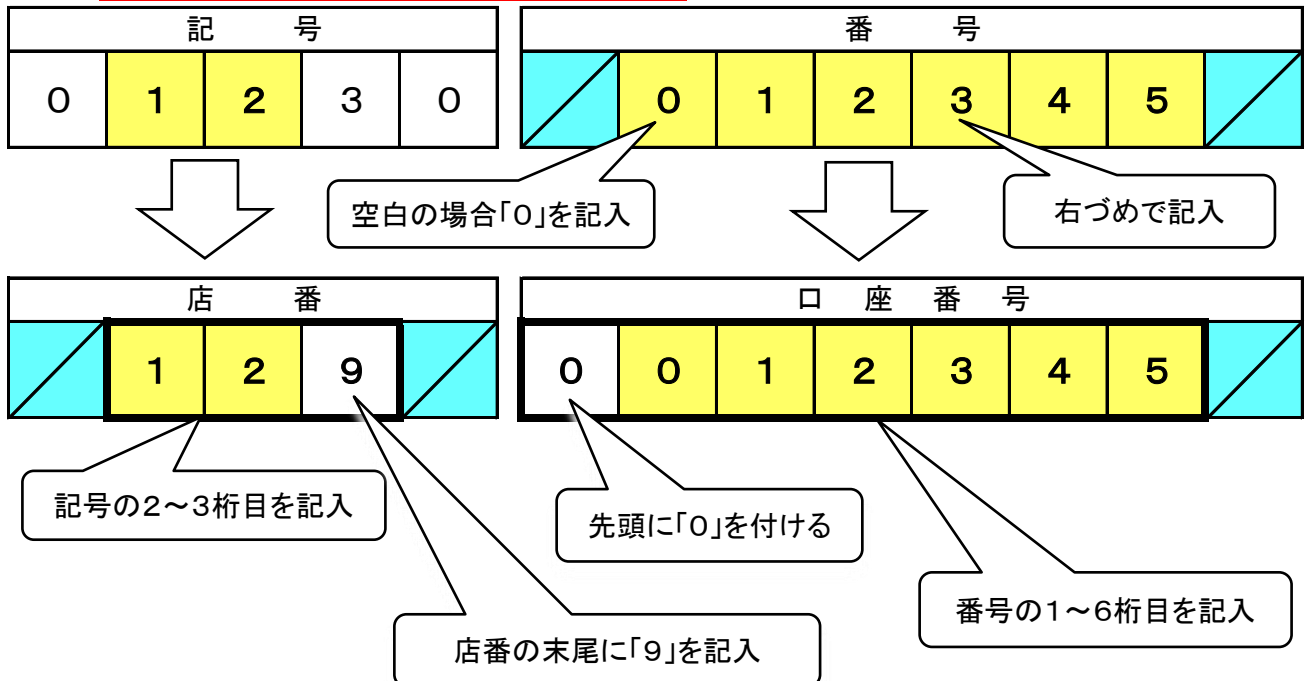 記 号
番 号
0 1 2 3 0
0 1 2 3 4 5
空白の場合「0」を記入
右づめで記入
店 番
口 座 番 号
1 2 9
0 0 1 2 3 4 5
記号の2~3桁目を記入
先頭に「0」を付ける
番号の1~6桁目を記入
店番の末尾に「9」を記入